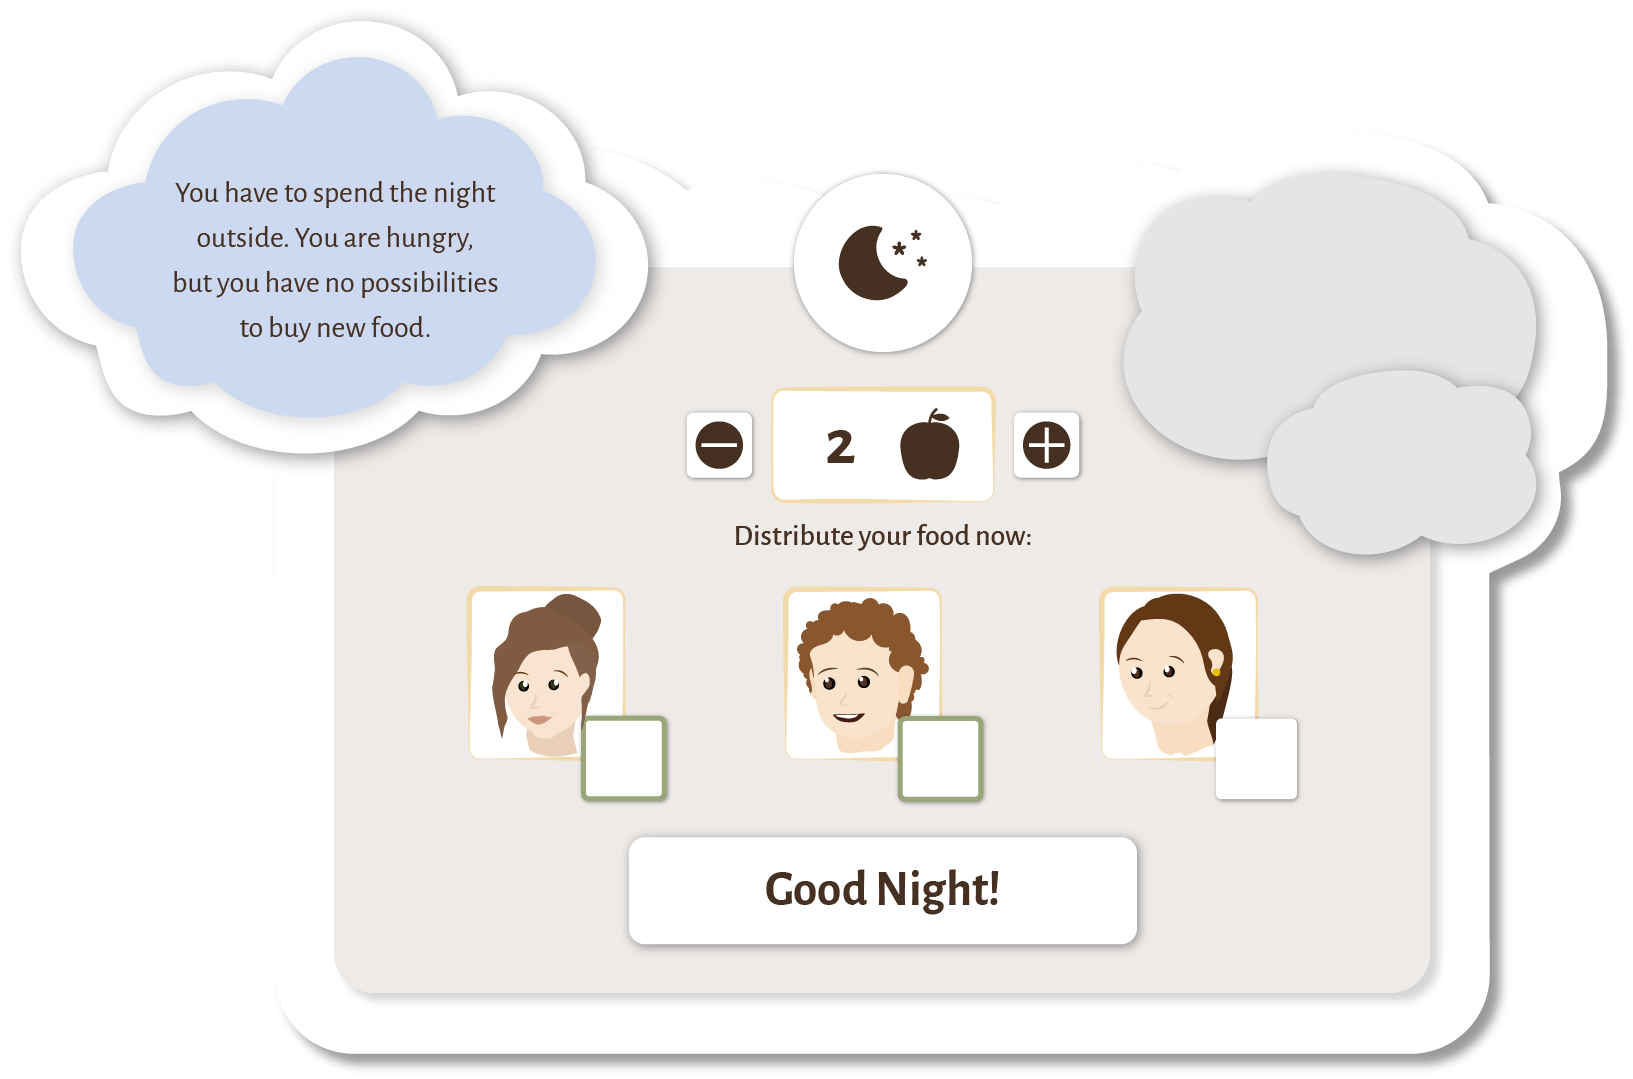 You have to spend the night
outside. You are hungry,
but you have no possibilities
to buy new food.
2
Distribute your food now:
Good Night!